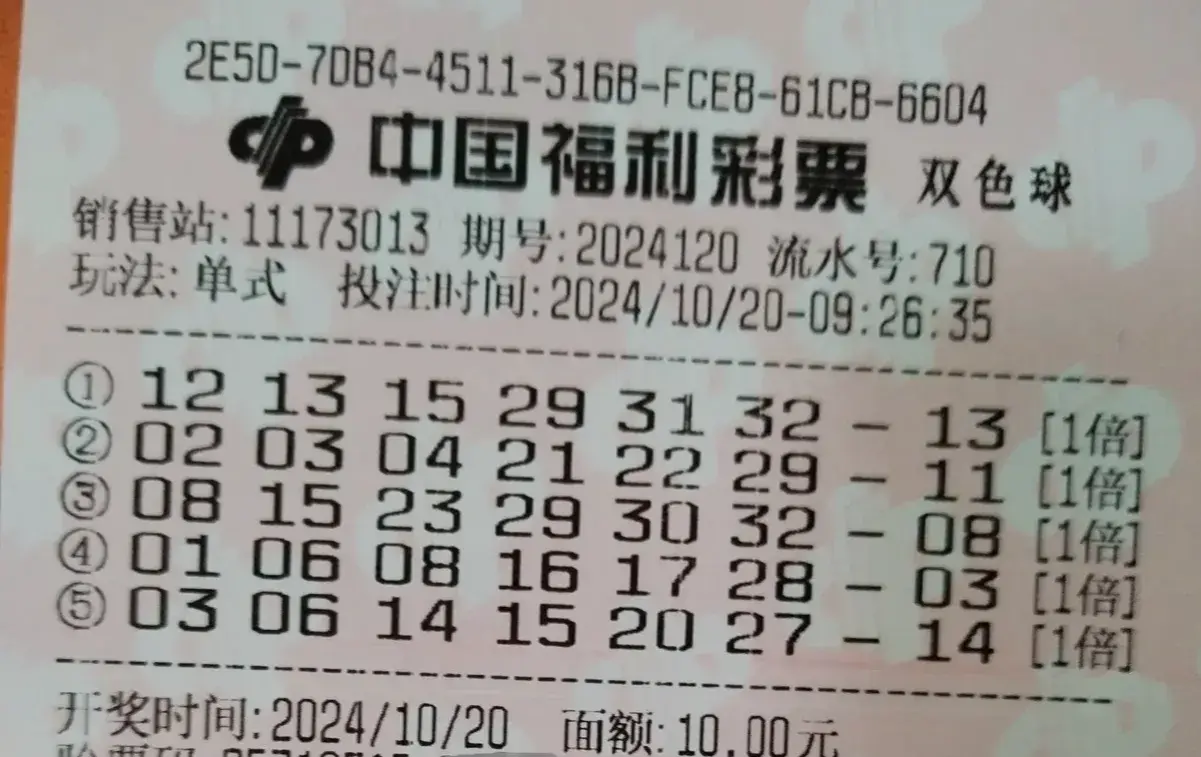 2E5D-7DB4-4511-316B-FCE8-61CB-6604
中国福利彩票 双色球
销售站:11173013 期号:2024120 流水号:710
玩法:单式 投注时间:2024/10/20-09:26:35
① 12 13 15 29 31 32 - 13 [1倍]
② 02 03 04 21 22 29 - 11 [1倍]
③ 08 15 23 29 30 32 - 08 [1倍]
④ 01 06 08 16 17 28 - 03 [1倍]
⑤ 03 06 14 15 20 27 - 14 [1倍]
开奖时间:2024/10/20 面额:10.00元